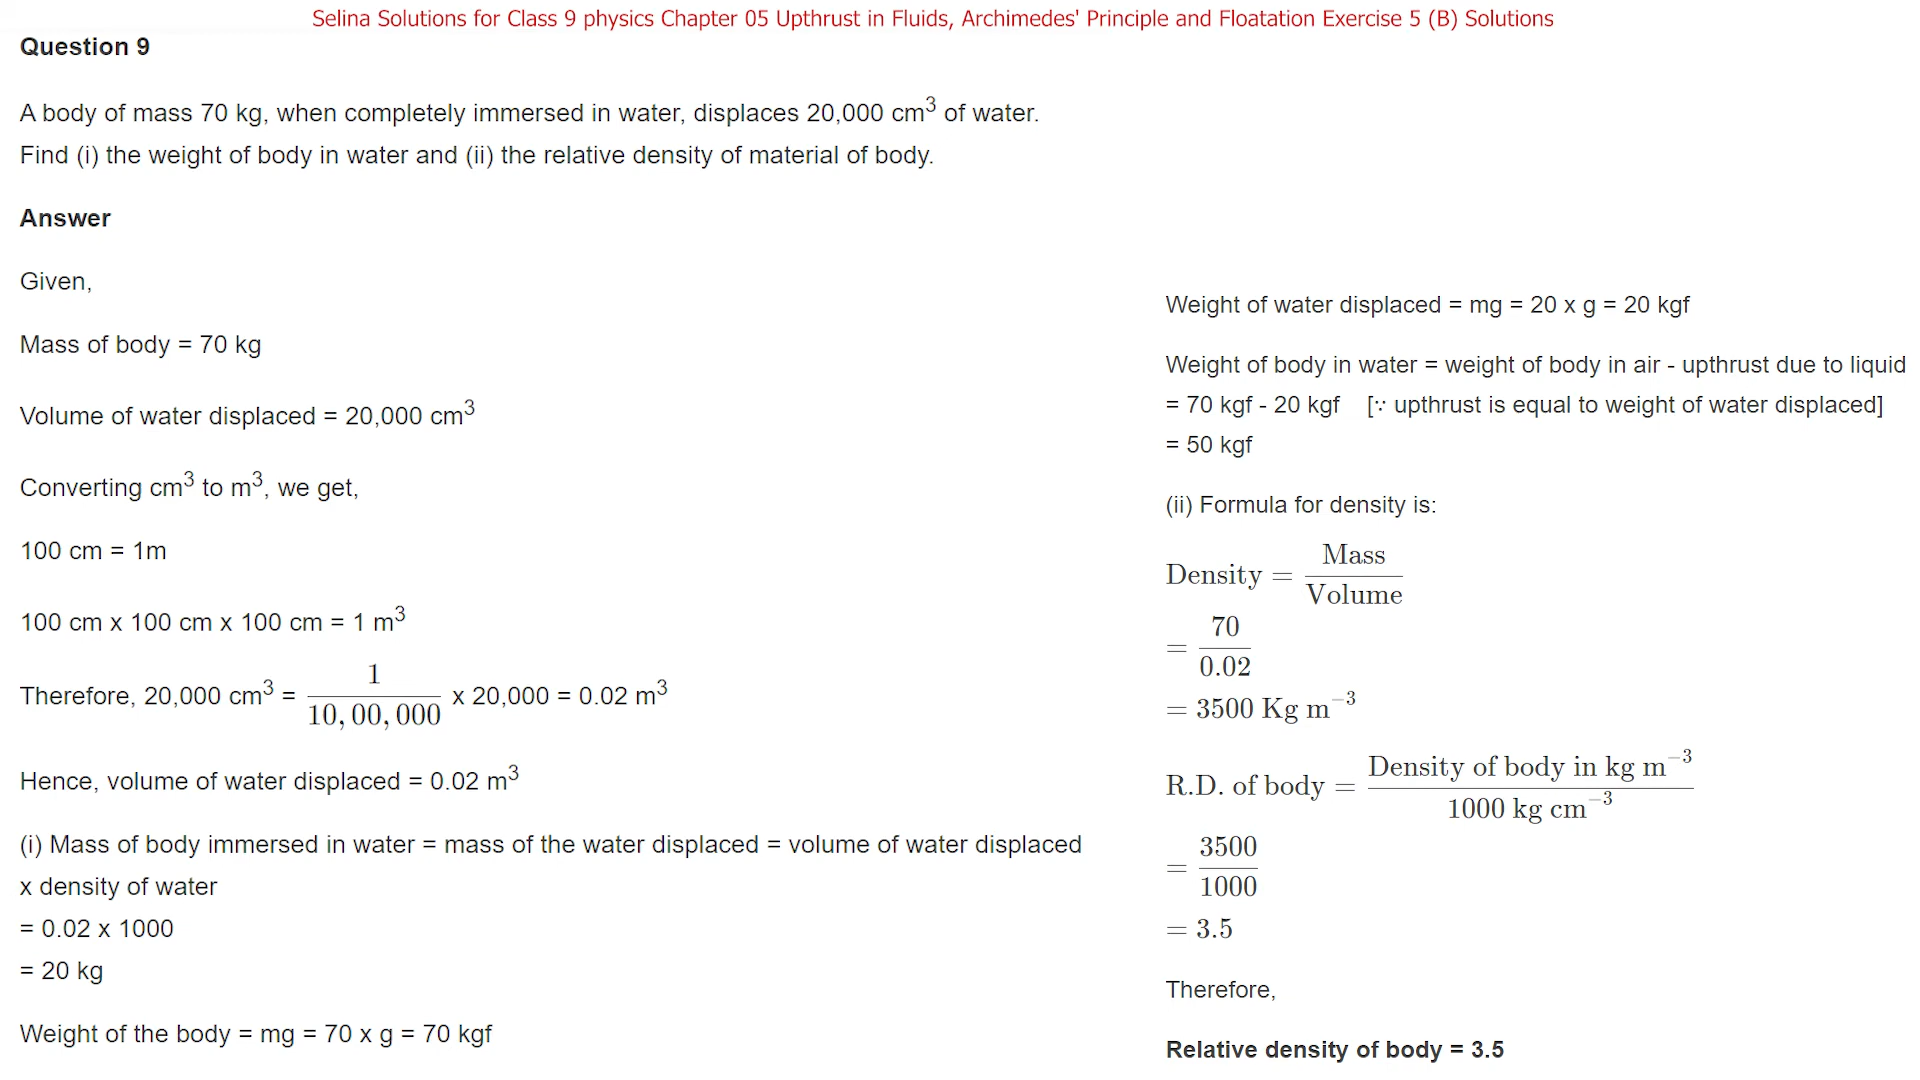 Selina Solutions for Class 9 physics Chapter 05 Upthrust in Fluids, Archimedes' Principle and Floatation Exercise 5 (B) Solutions
Question 9
A body of mass 70 kg, when completely immersed in water, displaces 20,000 cm³ of water.
Find (i) the weight of body in water and (ii) the relative density of material of body.
Answer
Given,
Mass of body = 70 kg
Volume of water displaced = 20,000 cm³
Converting cm³ to m³, we get,
100 cm = 1m
100 cm x 100 cm x 100 cm = 1 m³
Therefore, 20,000 cm³ = 1/10,00,000 x 20,000 = 0.02 m³
Hence, volume of water displaced = 0.02 m³
(i) Mass of body immersed in water = mass of the water displaced = volume of water displaced
x density of water
= 0.02 x 1000
= 20 kg
Weight of the body = mg = 70 x g = 70 kgf
Weight of water displaced = mg = 20 x g = 20 kgf
Weight of body in water = weight of body in air - upthrust due to liquid
= 70 kgf - 20 kgf [∵ upthrust is equal to weight of water displaced]
= 50 kgf
(ii) Formula for density is:
Density = Mass/Volume
= 70/0.02
= 3500 Kg m⁻³
R.D. of body = Density of body in kg m⁻³/1000 kg cm⁻³
= 3500/1000
= 3.5
Therefore,
Relative density of body = 3.5